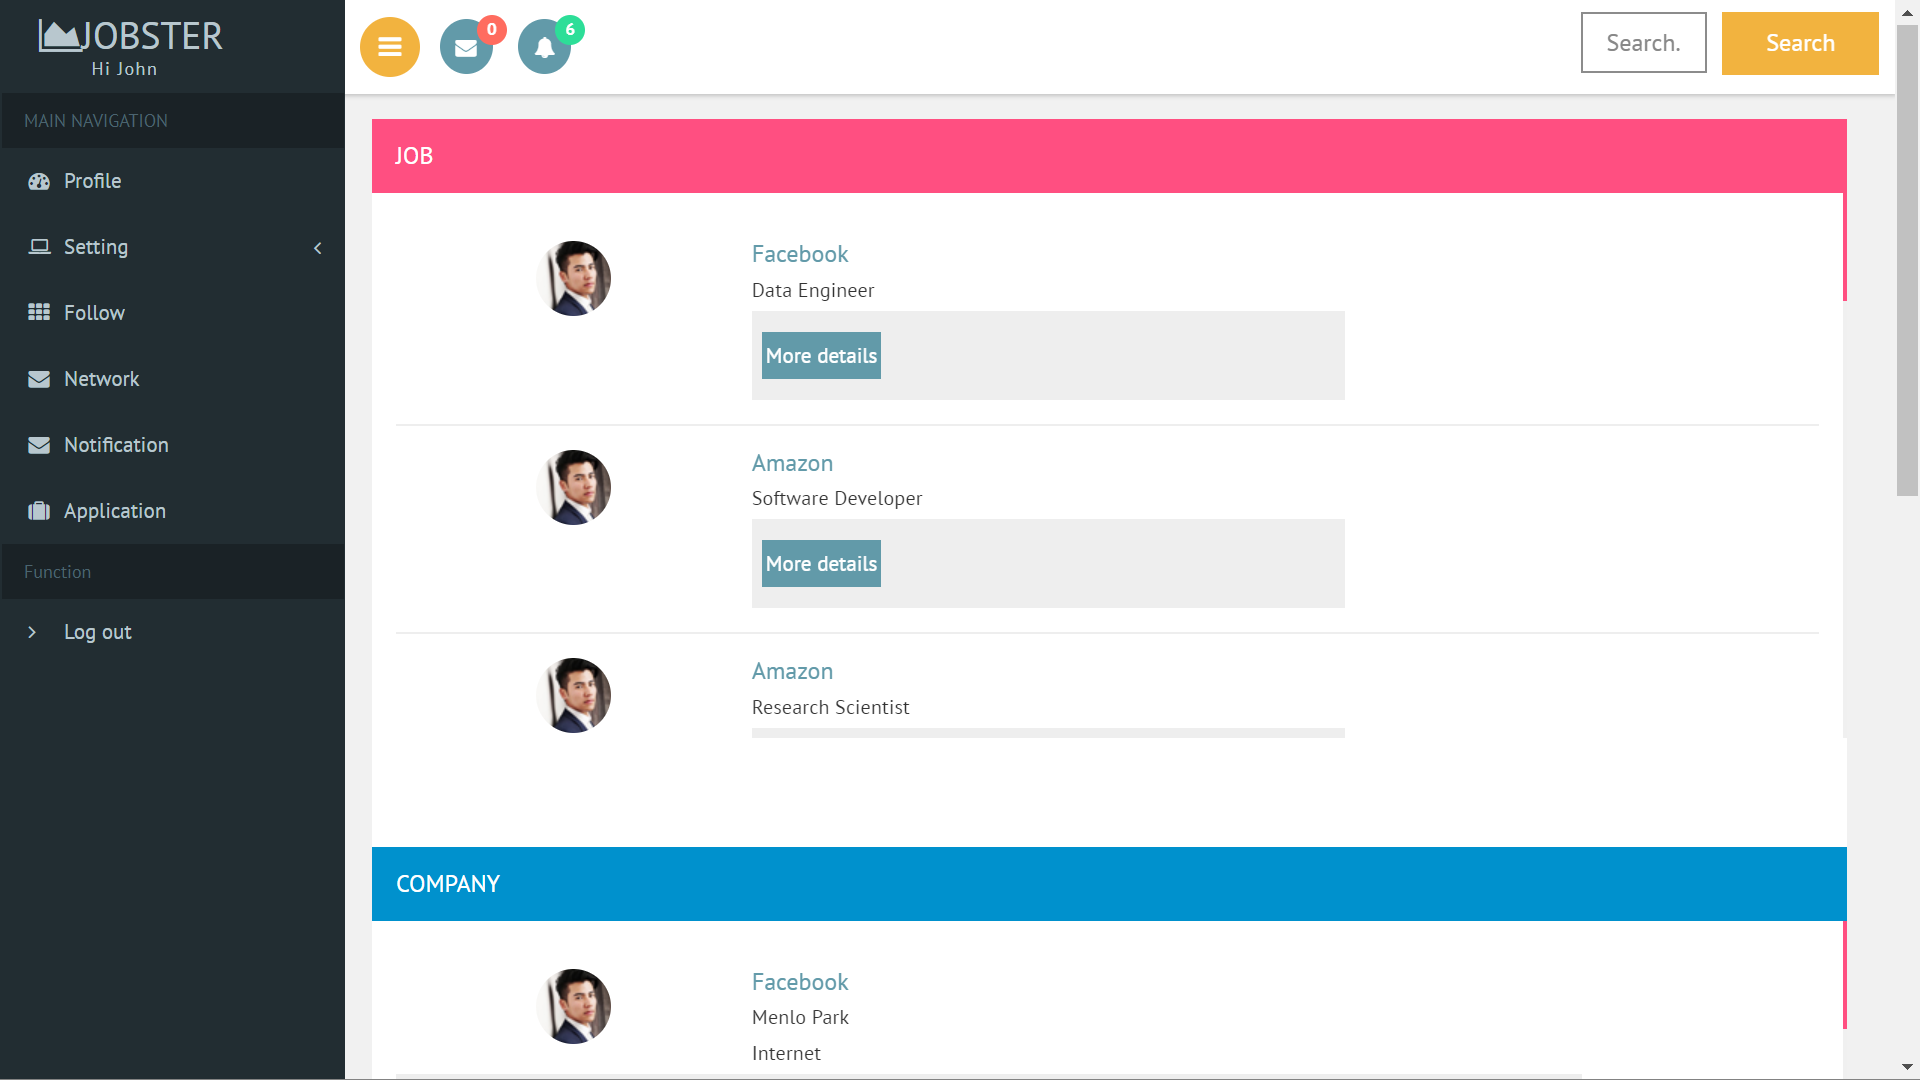 JOBSTER
Hi John
MAIN NAVIGATION
Profile
Setting
Follow
Network
Notification
Application
Function
Log out
0
6
Search.
Search
JOB
Facebook
Data Engineer
More details
Amazon
Software Developer
More details
Amazon
Research Scientist
COMPANY
Facebook
Menlo Park
Internet